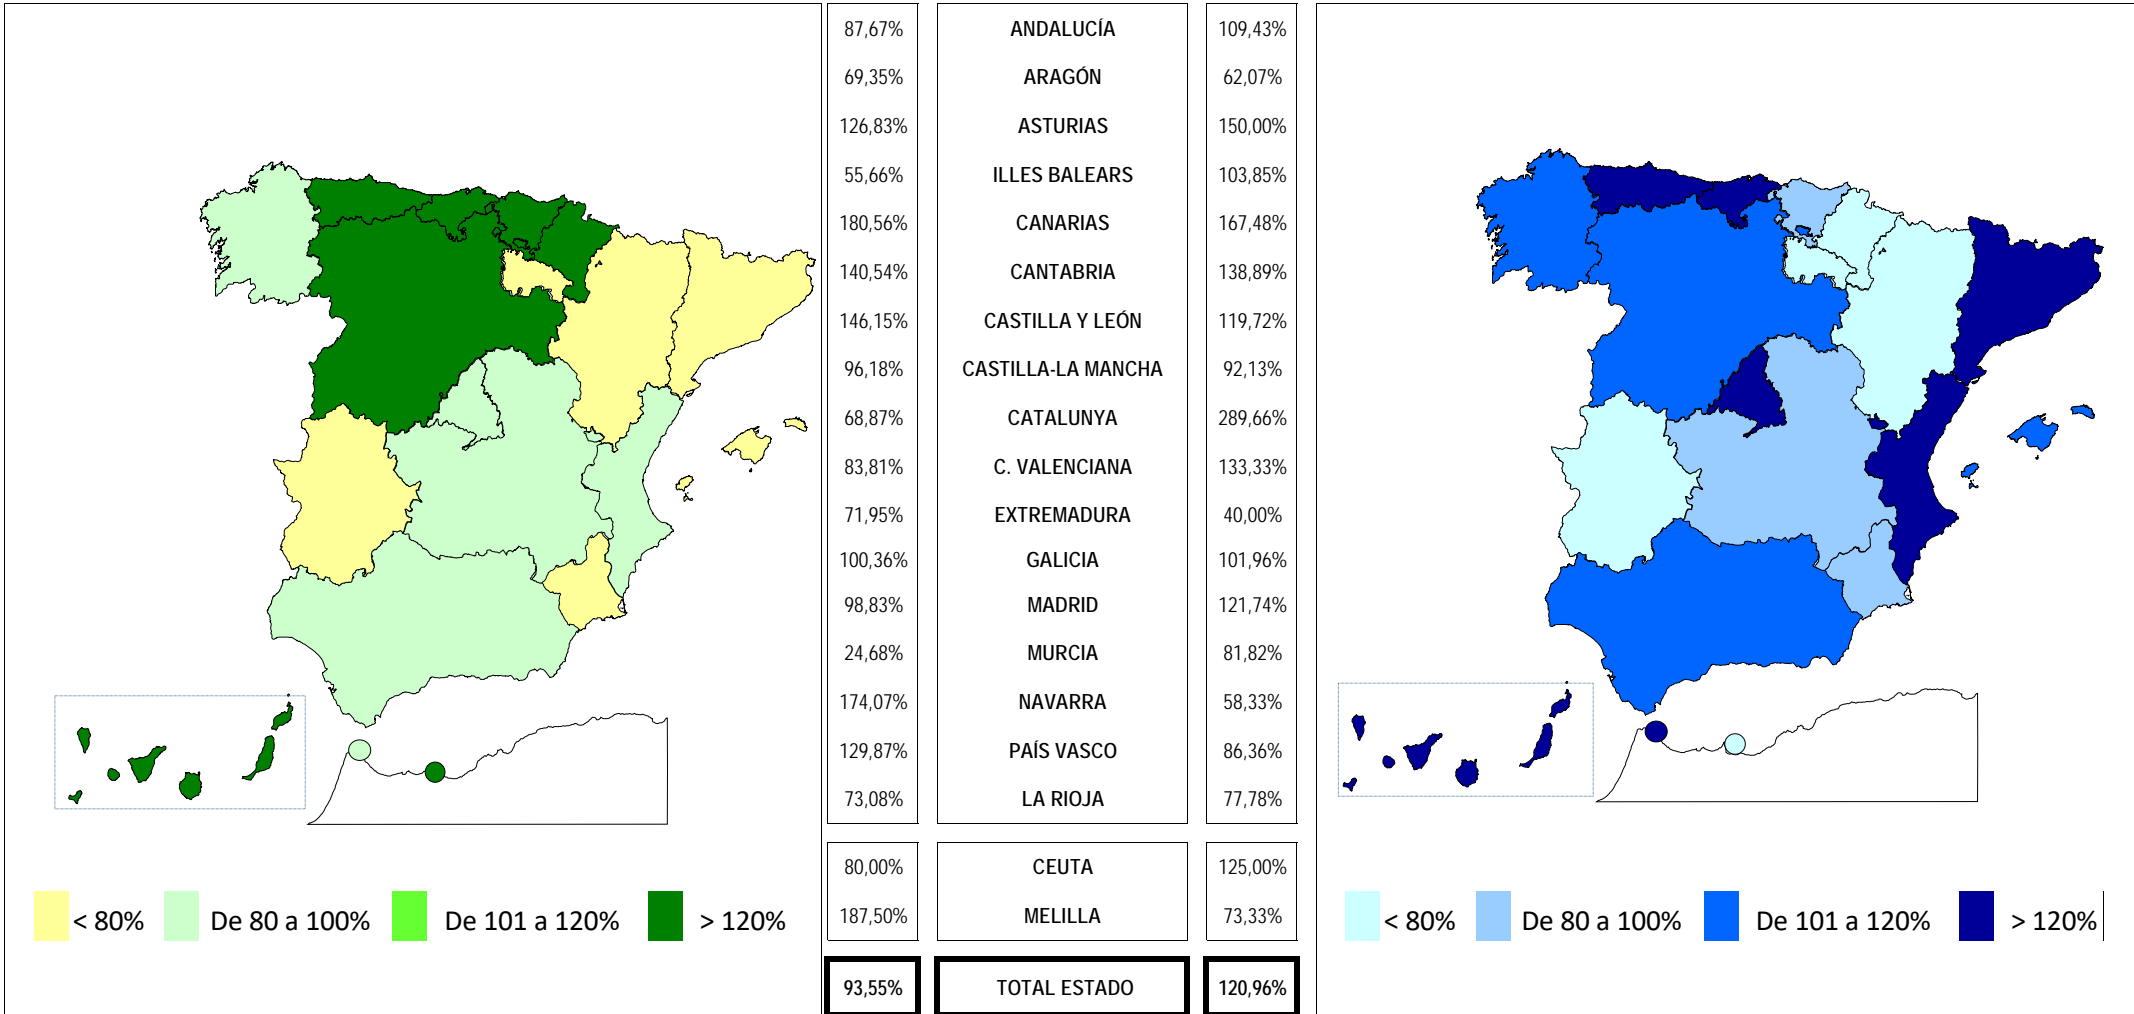 87,67% ANDALUCÍA 109,43%
69,35% ARAGÓN 62,07%
126,83% ASTURIAS 150,00%
55,66% ILLES BALEARS 103,85%
180,56% CANARIAS 167,48%
140,54% CANTABRIA 138,89%
146,15% CASTILLA Y LEÓN 119,72%
96,18% CASTILLA-LA MANCHA 92,13%
68,87% CATALUNYA 289,66%
83,81% C. VALENCIANA 133,33%
71,95% EXTREMADURA 40,00%
100,36% GALICIA 101,96%
98,83% MADRID 121,74%
24,68% MURCIA 81,82%
174,07% NAVARRA 58,33%
129,87% PAÍS VASCO 86,36%
73,08% LA RIOJA 77,78%
80,00% CEUTA 125,00%
187,50% MELILLA 73,33%
93,55% TOTAL ESTADO 120,96%
< 80% De 80 a 100% De 101 a 120% > 120%
< 80% De 80 a 100% De 101 a 120% > 120%